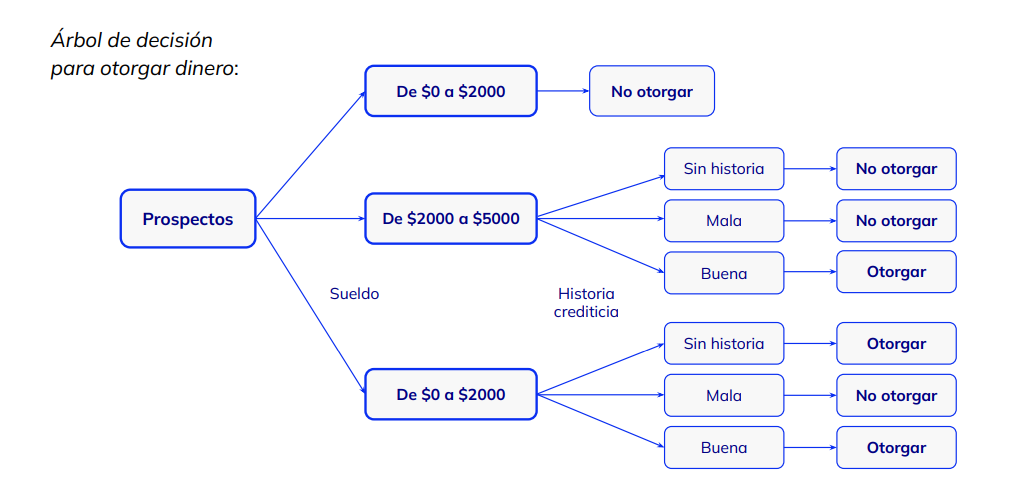 Árbol de decisión
para otorgar dinero:
De $0 a $2000
No otorgar
Prospectos
De $2000 a $5000
Sin historia
No otorgar
Mala
No otorgar
Buena
Otorgar
Sueldo
Historia
crediticia
De $0 a $2000
Sin historia
Otorgar
Mala
No otorgar
Buena
Otorgar